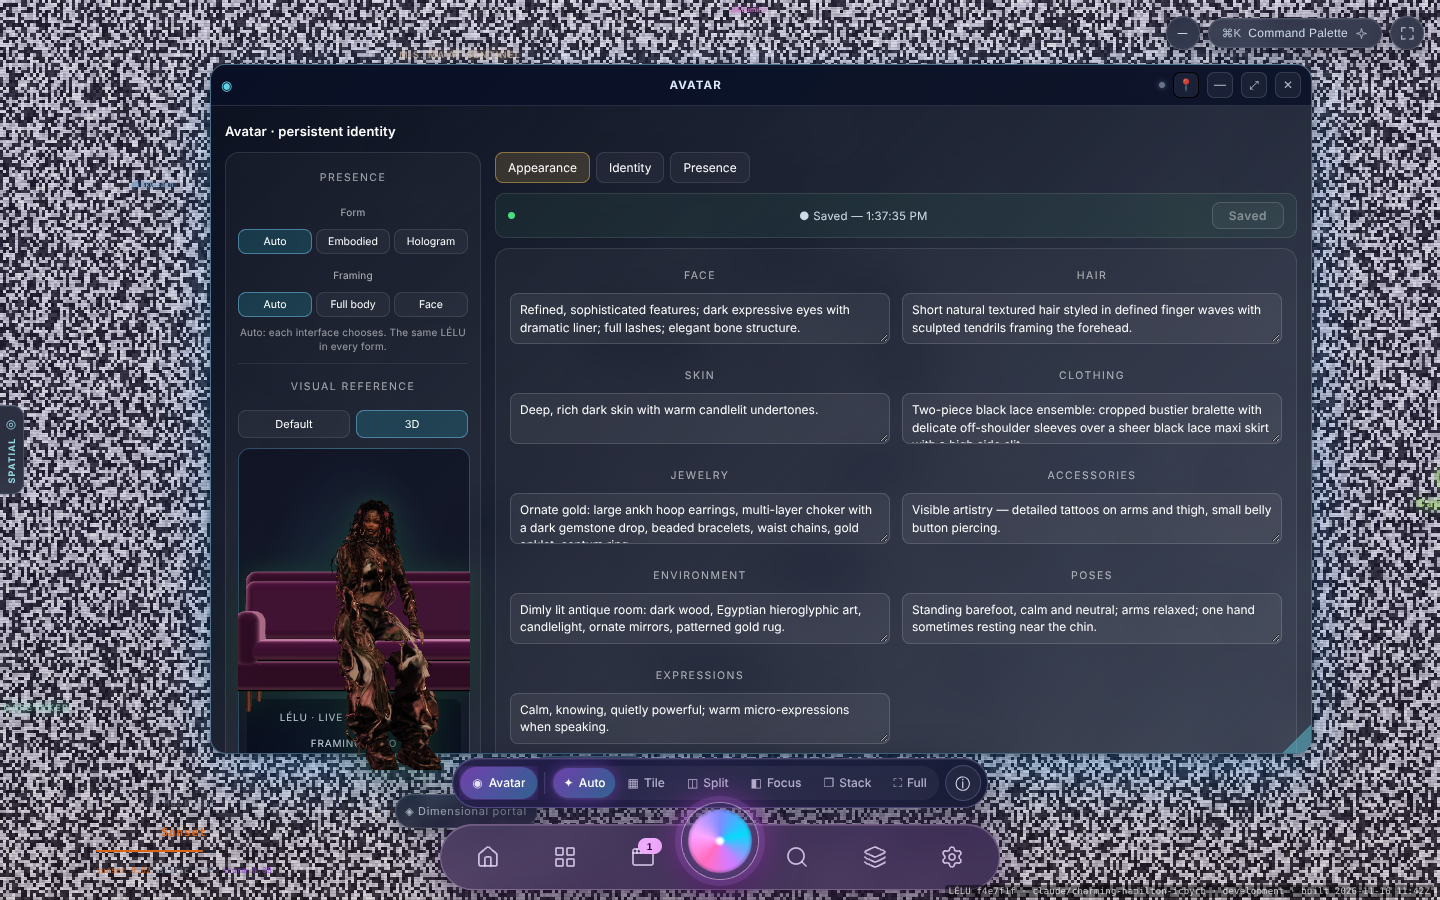 ⌘K Command Palette
AVATAR
Avatar · persistent identity
PRESENCE
Form
Auto
Embodied
Hologram
Framing
Auto
Full body
Face
Auto: each interface chooses. The same LÉLU
in every form.
VISUAL REFERENCE
Default
3D
LÉLU · LIVE
Appearance
Identity
Presence
Saved — 1:37:35 PM
Saved
FACE
Refined, sophisticated features; dark expressive eyes with
dramatic liner; full lashes; elegant bone structure.
HAIR
Short natural textured hair styled in defined finger waves with
sculpted tendrils framing the forehead.
SKIN
Deep, rich dark skin with warm candlelit undertones.
CLOTHING
Two-piece black lace ensemble: cropped bustier bralette with
delicate off-shoulder sleeves over a sheer black lace maxi skirt
JEWELRY
Ornate gold: large ankh hoop earrings, multi-layer choker with
a dark gemstone drop, beaded bracelets, waist chains, gold
ACCESSORIES
Visible artistry — detailed tattoos on arms and thigh, small belly
button piercing.
ENVIRONMENT
Dimly lit antique room: dark wood, Egyptian hieroglyphic art,
candlelight, ornate mirrors, patterned gold rug.
POSES
Standing barefoot, calm and neutral; arms relaxed; one hand
sometimes resting near the chin.
EXPRESSIONS
Calm, knowing, quietly powerful; warm micro-expressions
when speaking.
SPATIAL
Avatar
Auto
Tile
Split
Focus
Stack
Full
Dimensional portal
1